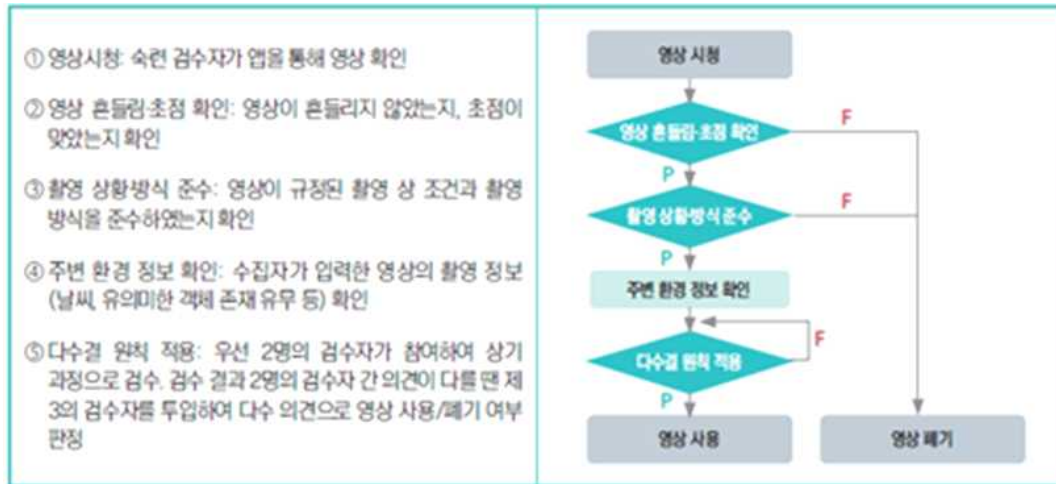 ① 영상시청: 숙련 검수자가 앱을 통해 영상 확인
② 영상 흔들림·초점 확인: 영상이 흔들리지 않았는지, 초점이
맞았는지 확인
③ 촬영 상황·방식 준수: 영상이 규정된 촬영 상 조건과 촬영
방식을 준수하였는지 확인
④ 주변 환경 정보 확인: 수집자가 입력한 영상의 촬영 정보
(날씨, 유의미한 객체 존재 유무 등) 확인
⑤ 다수결 원칙 적용: 우선 2명의 검수자가 참여하여 상기
과정으로 검수. 검수 결과 2명의 검수자 간 의견이 다를 땐 제
3의 검수자를 투입하여 다수 의견으로 영상 사용/폐기 여부
판정
영상 시청
영상 흔들림·초점 확인
F
P
촬영 상황·방식 준수
F
P
주변 환경 정보 확인
다수결 원칙 적용
F
P
영상 사용
영상 폐기